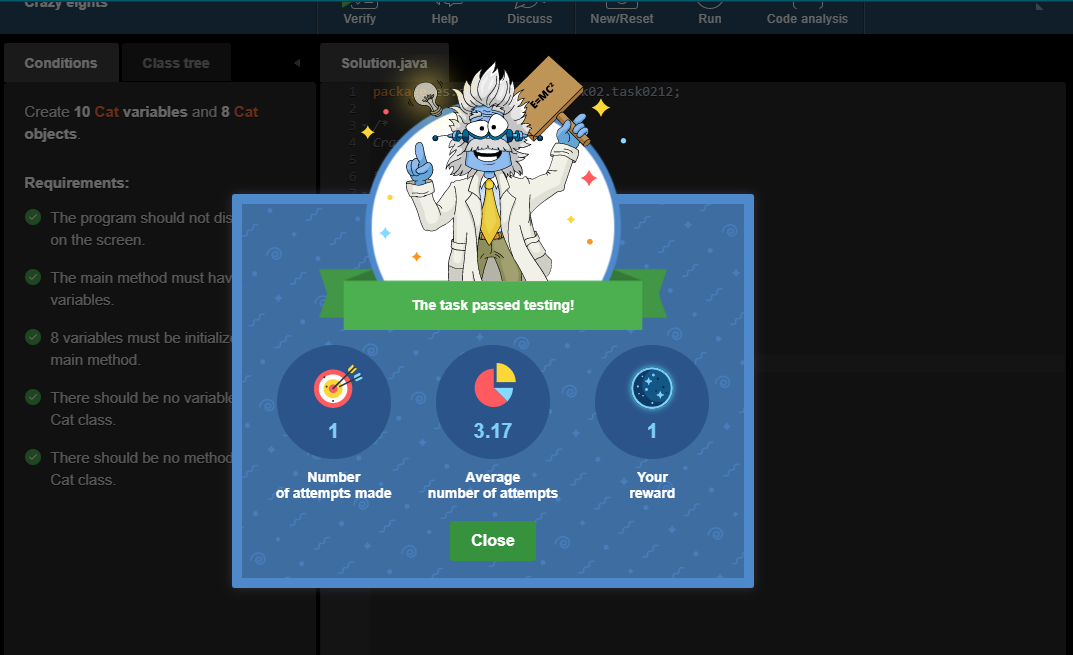 Crazy eights
Verify
Help
Discuss
New/Reset
Run
Code analysis
Conditions
Class tree
Solution.java
Create 10 Cat variables and 8 Cat
objects.
Requirements:
The program should not dis
on the screen.
The main method must hav
variables.
8 variables must be initialize
main method.
There should be no variable
Cat class.
There should be no method
Cat class.
1
2
3 /*
4
5
6
7
k02.task0212;
E=MC²
The task passed testing!
1
Number
of attempts made
3.17
Average
number of attempts
1
Your
reward
Close